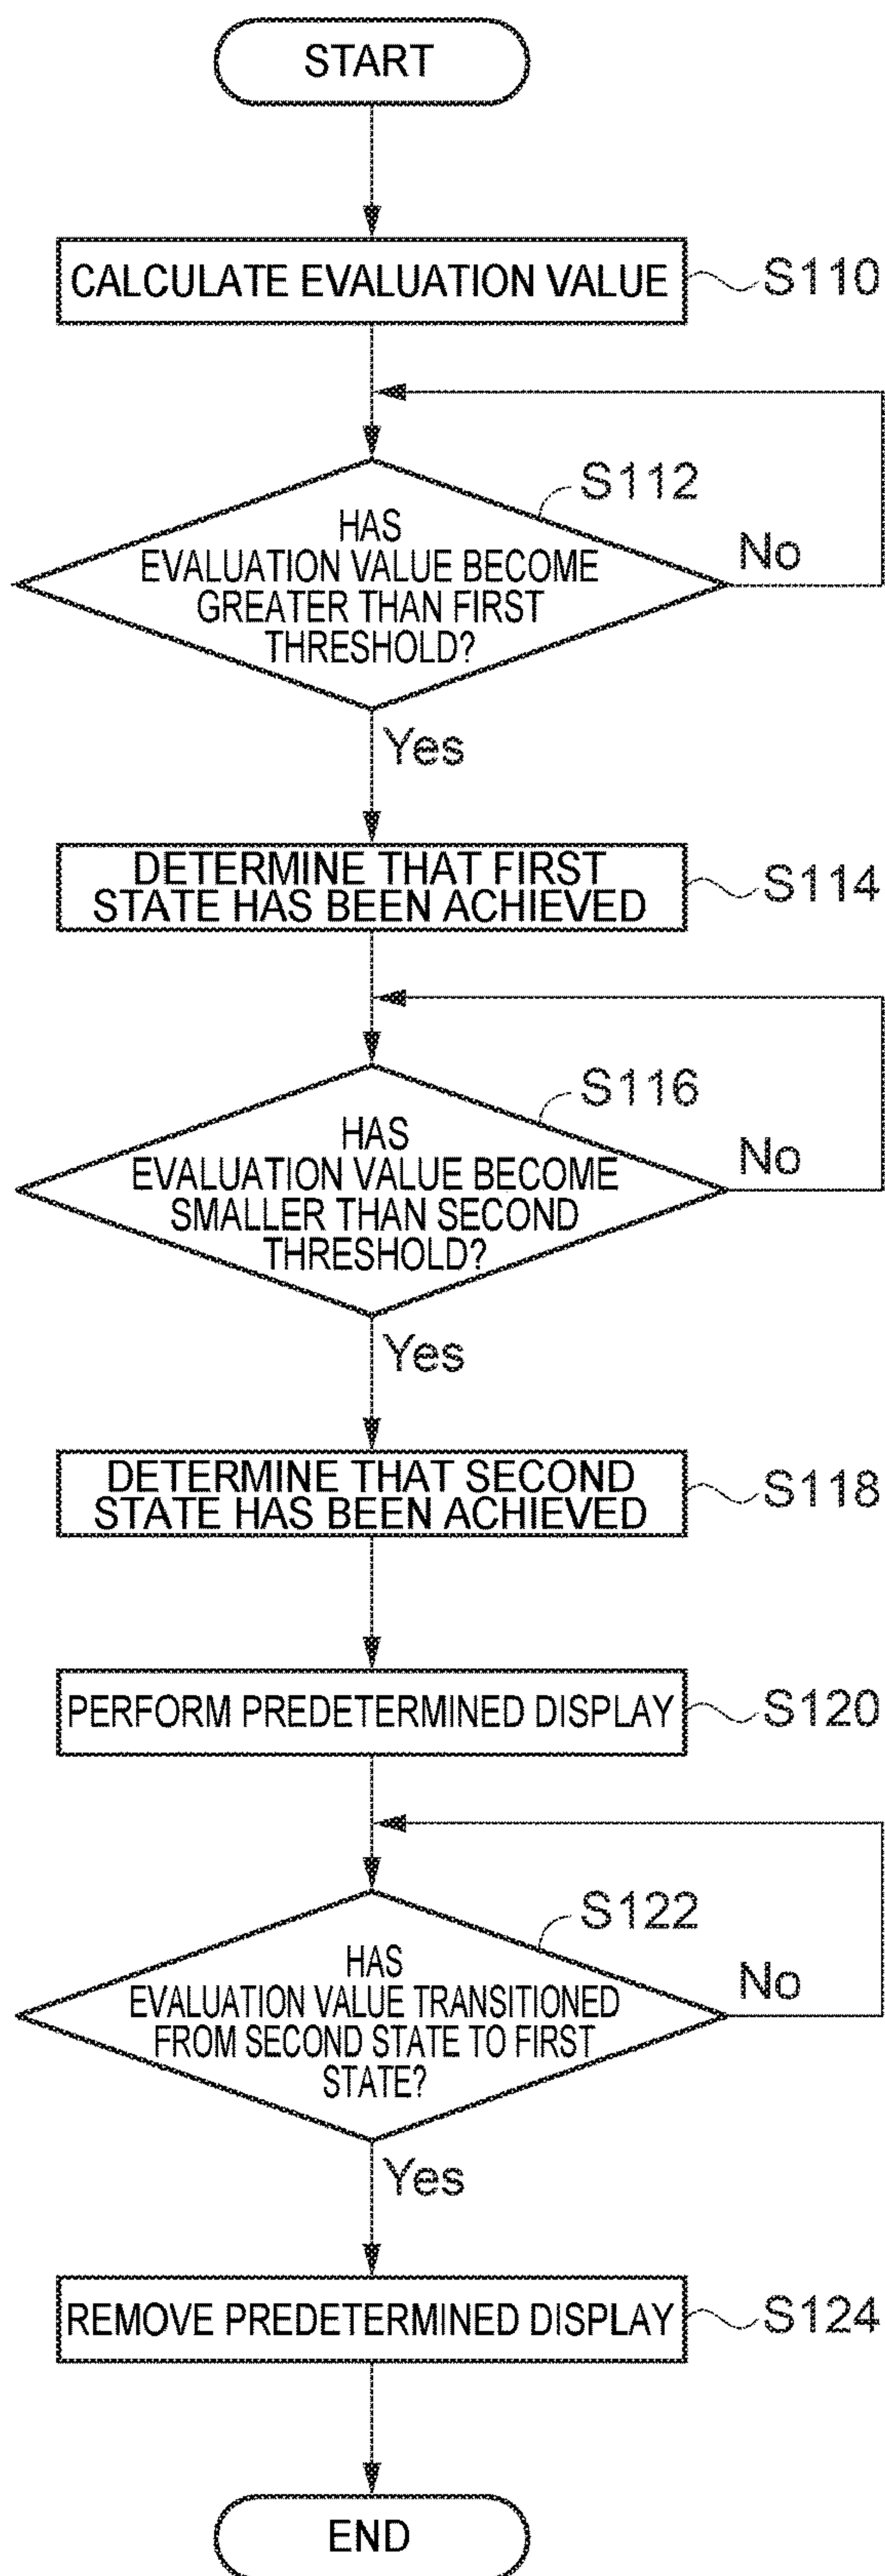 START
CALCULATE EVALUATION VALUE
S110
S112
HAS
EVALUATION VALUE BECOME
GREATER THAN FIRST
THRESHOLD?
No
Yes
DETERMINE THAT FIRST
STATE HAS BEEN ACHIEVED
S114
S116
HAS
EVALUATION VALUE BECOME
SMALLER THAN SECOND
THRESHOLD?
No
Yes
DETERMINE THAT SECOND
STATE HAS BEEN ACHIEVED
S118
PERFORM PREDETERMINED DISPLAY
S120
S122
HAS
EVALUATION VALUE TRANSITIONED
FROM SECOND STATE TO FIRST
STATE?
No
Yes
REMOVE PREDETERMINED DISPLAY
S124
END